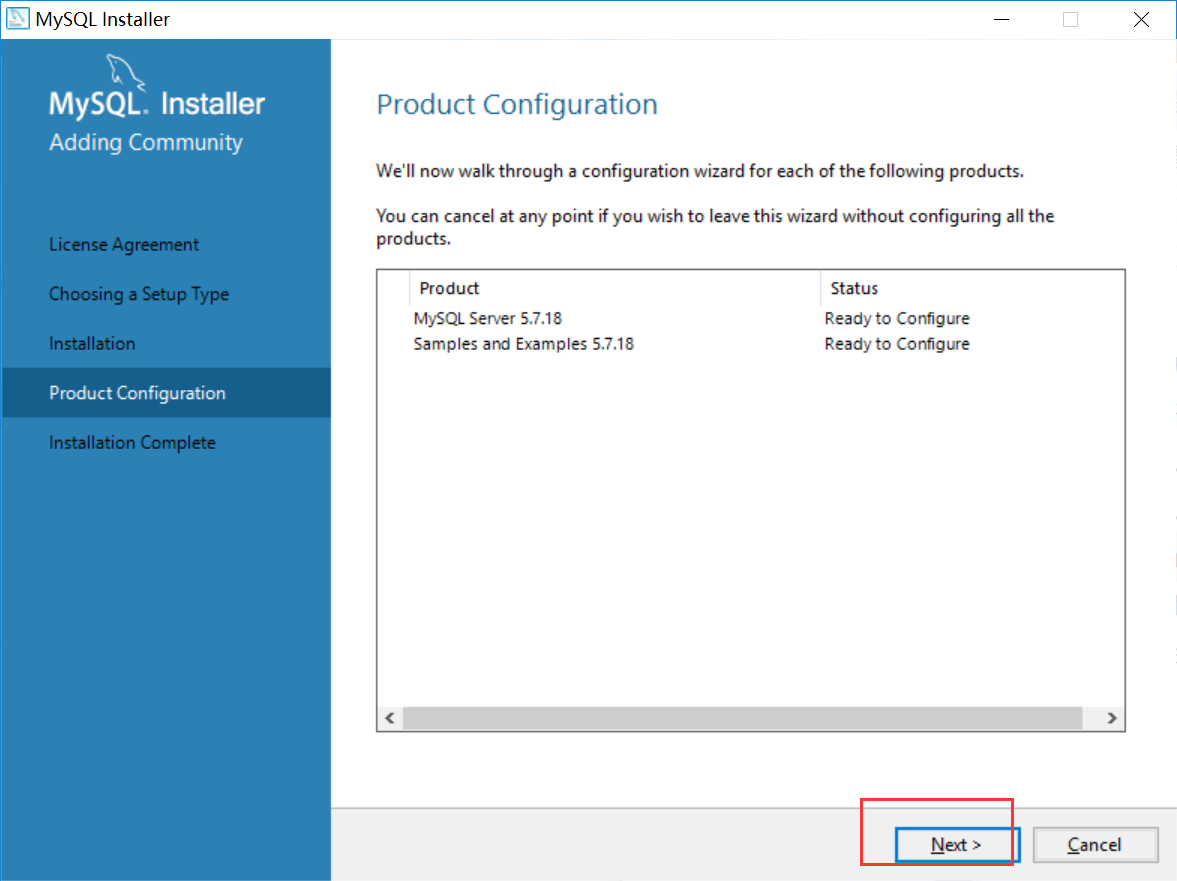 MySQL Installer
MySQL. Installer
Adding Community
License Agreement
Choosing a Setup Type
Installation
Product Configuration
Installation Complete
Product Configuration
We'll now walk through a configuration wizard for each of the following products.
You can cancel at any point if you wish to leave this wizard without configuring all the
products.
Product Status
MySQL Server 5.7.18 Ready to Configure
Samples and Examples 5.7.18 Ready to Configure
Next >
Cancel